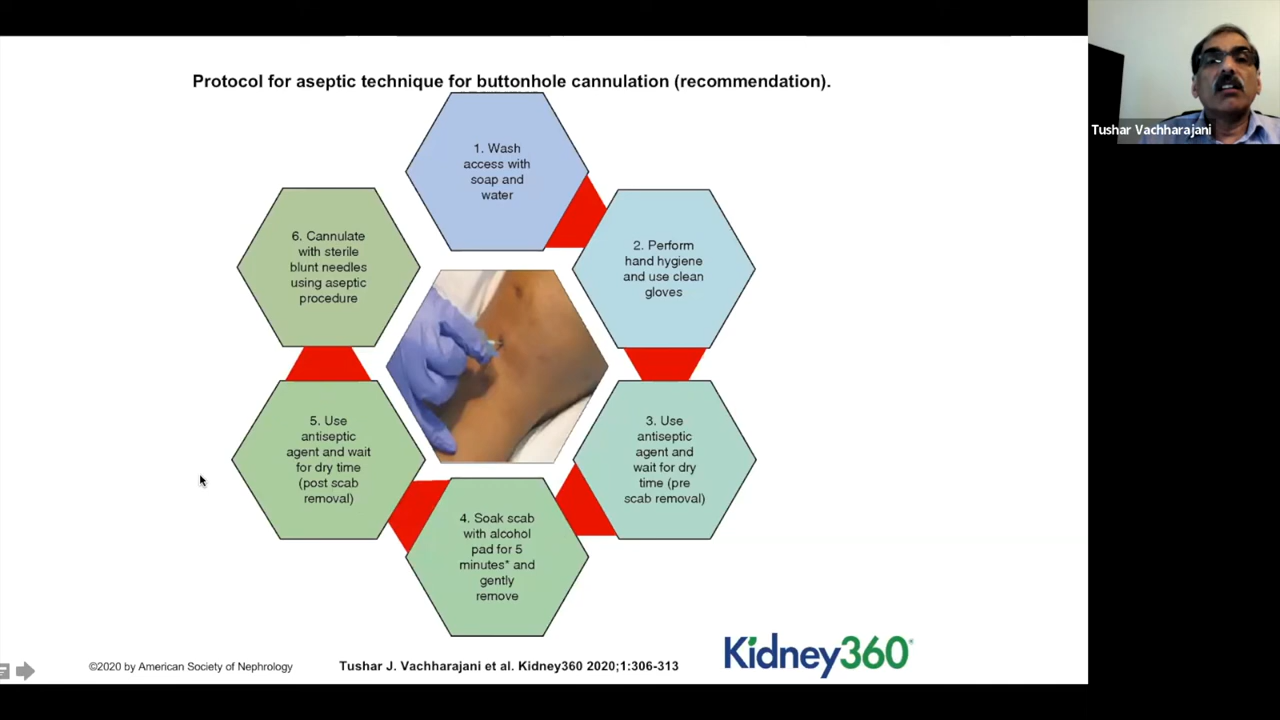 Protocol for aseptic technique for buttonhole cannulation (recommendation).
Tushar Vachharajani
1. Wash
access with
soap and
water
2. Perform
hand hygiene
and use clean
gloves
3. Use
antiseptic
agent and
wait for dry
time (pre
scab removal)
4. Soak scab
with alcohol
pad for 5
minutes* and
gently
remove
5. Use
antiseptic
agent and wait
for dry time
(post scab
removal)
6. Cannulate
with sterile
blunt needles
using aseptic
procedure
©2020 by American Society of Nephrology
Tushar J. Vachharajani et al. Kidney360 2020;1:306-313
Kidney360®